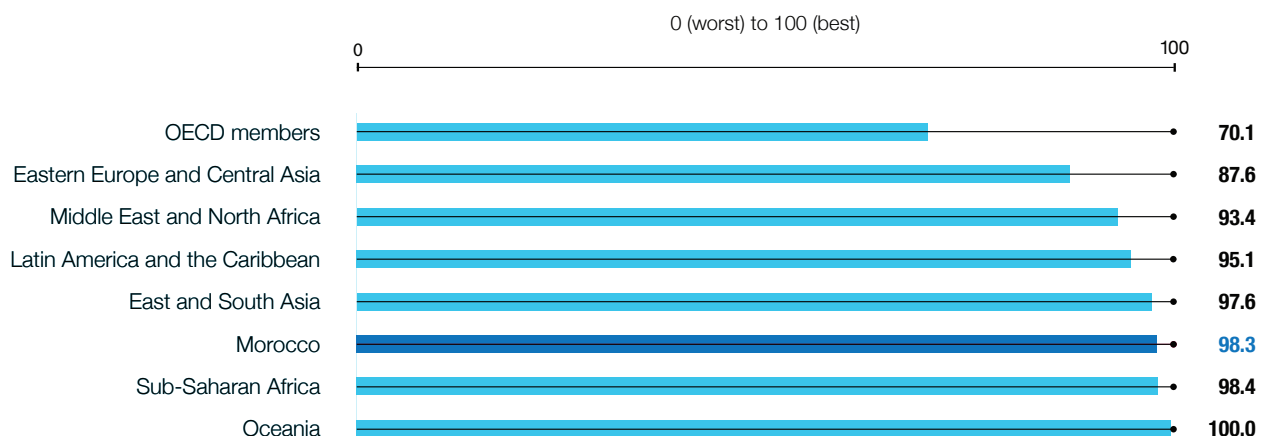 0 (worst) to 100 (best)
0 100
OECD members 70.1
Eastern Europe and Central Asia 87.6
Middle East and North Africa 93.4
Latin America and the Caribbean 95.1
East and South Asia 97.6
Morocco 98.3
Sub-Saharan Africa 98.4
Oceania 100.0